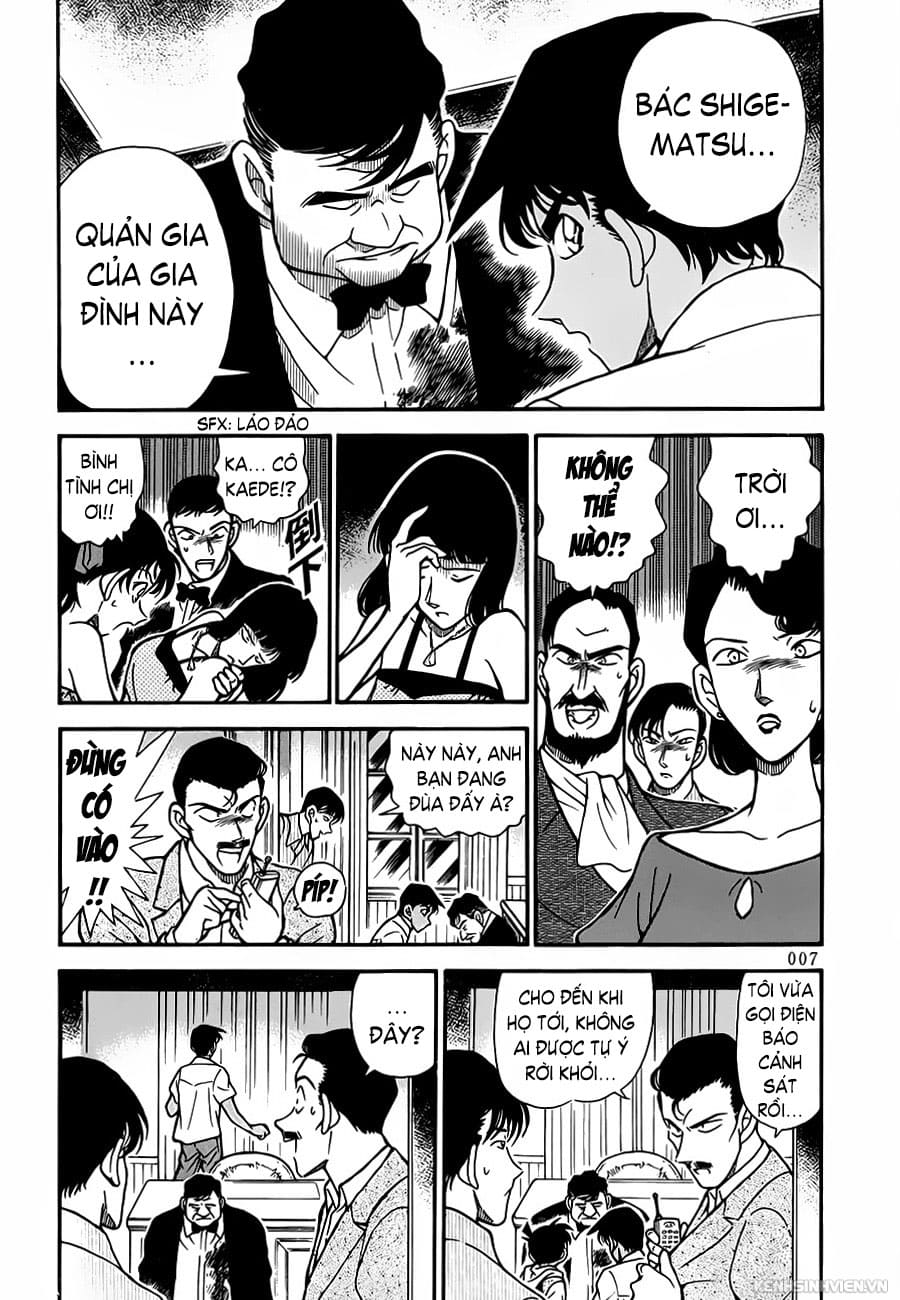 BÁC SHIGE-
MATSU...
QUẢN GIA
CỦA GIA
ĐÌNH NÀY
...
SFX: LẢO ĐẢO
TRỜI
ƠI...
KHÔNG
THỂ
NÀO!?
KA... CÔ
KAEDE!?
BÌNH
TĨNH CHỊ
ƠI!!
倒
下
NÀY NÀY, ANH
BẠN ĐANG
ĐÙA ĐẤY À?
PÍP!
ĐỪNG
CÓ
VÀO
!!
007
TÔI VỪA
GỌI ĐIỆN
BÁO
CẢNH
SÁT
RỒI...
CHO ĐẾN KHI
HỌ TỚI, KHÔNG
AI ĐƯỢC TỰ Ý
RỜI KHỎI...
...
ĐÂY?
KENHSINHVIEN.VN